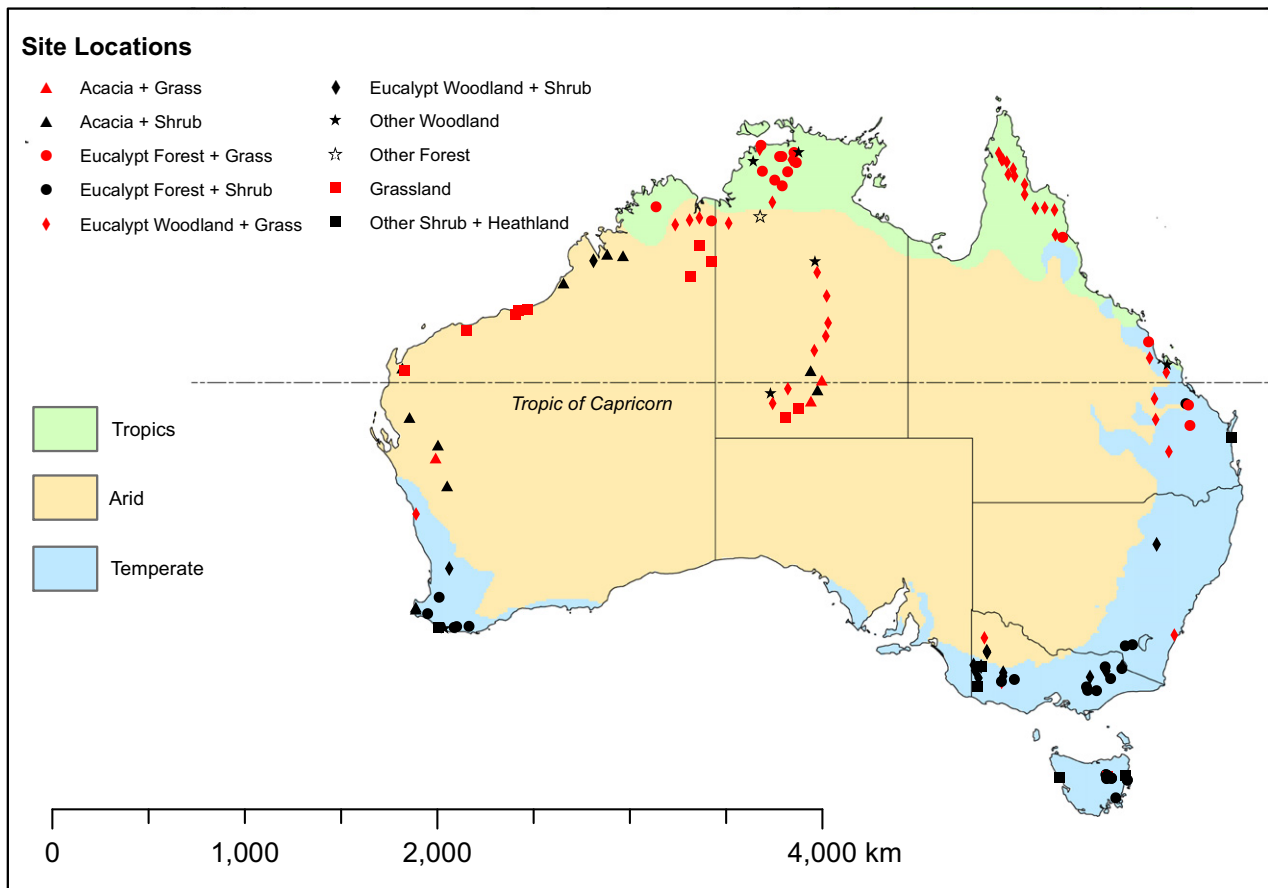 Site Locations
Acacia + Grass
Acacia + Shrub
Eucalypt Forest + Grass
Eucalypt Forest + Shrub
Eucalypt Woodland + Grass
Eucalypt Woodland + Shrub
Other Woodland
Other Forest
Grassland
Other Shrub + Heathland
Tropic of Capricorn
Tropics
Arid
Temperate
0 1,000 2,000 4,000 km